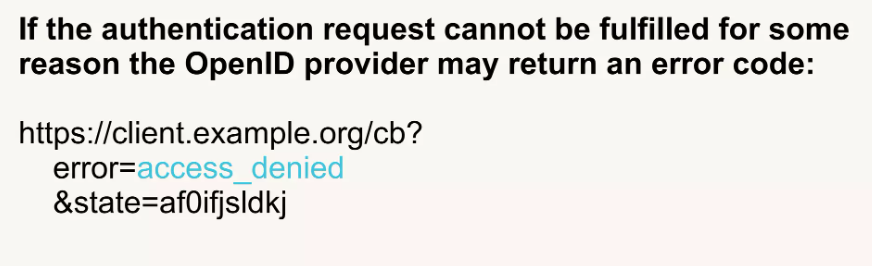 If the authentication request cannot be fulfilled for some
reason the OpenID provider may return an error code:
https://client.example.org/cb?
error=access_denied
&state=af0ifjsldkj